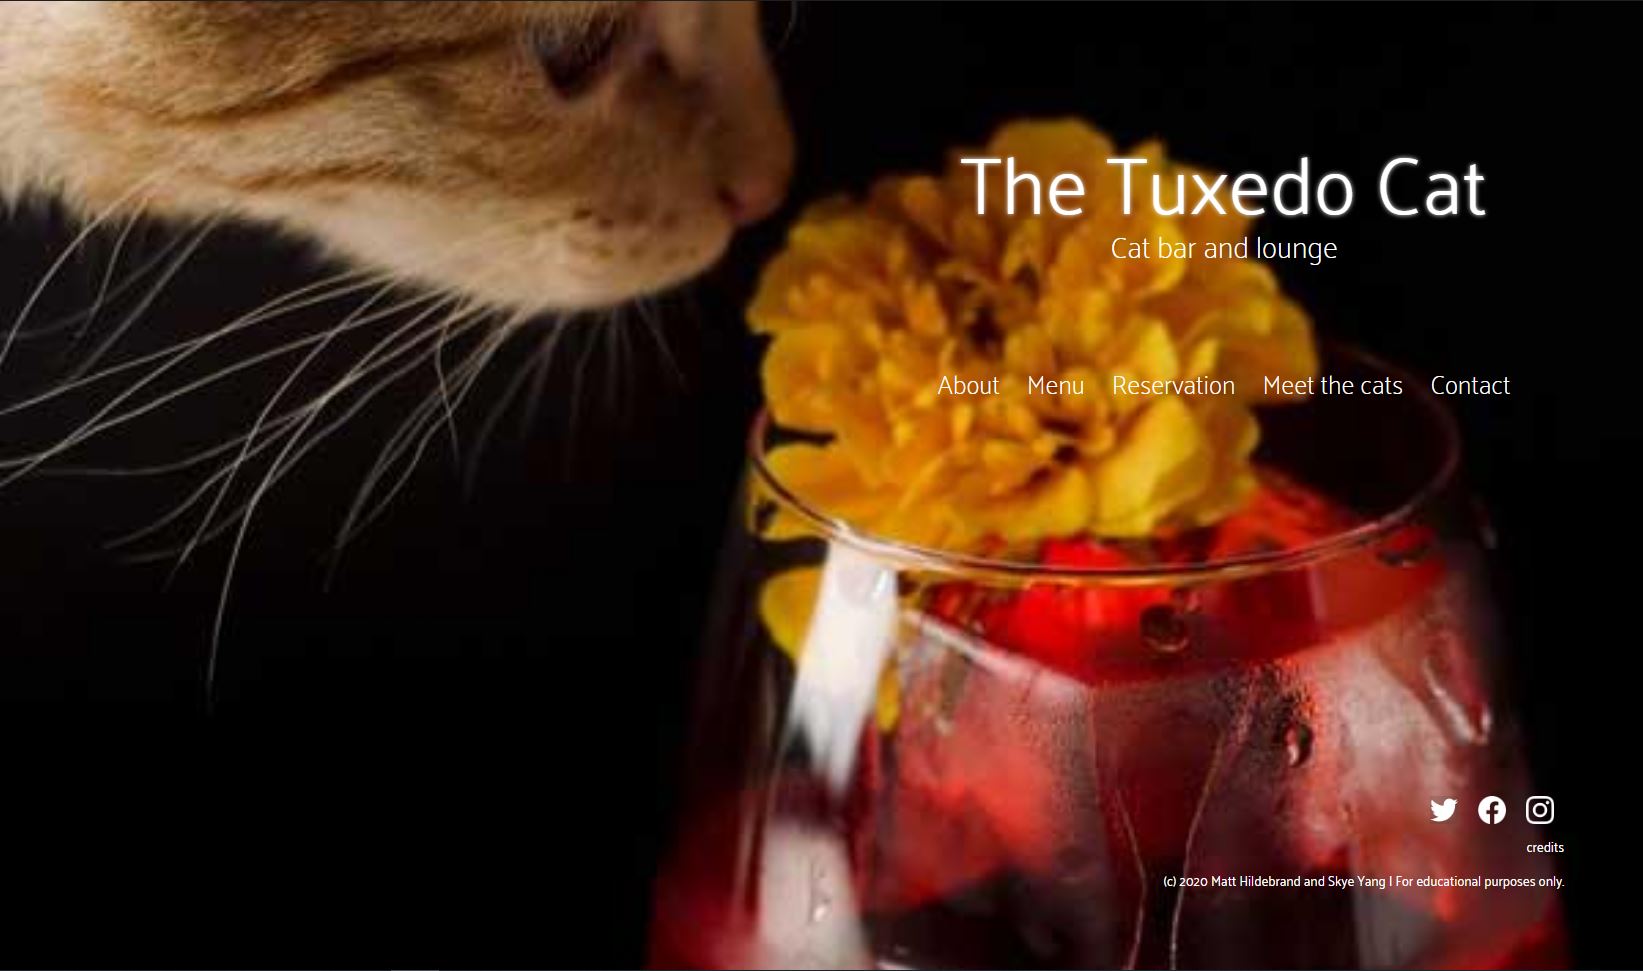 The Tuxedo Cat
Cat bar and lounge
About Menu Reservation Meet the cats Contact
credits
(c) 2020 Matt Hildebrand and Skye Yang | For educational purposes only.